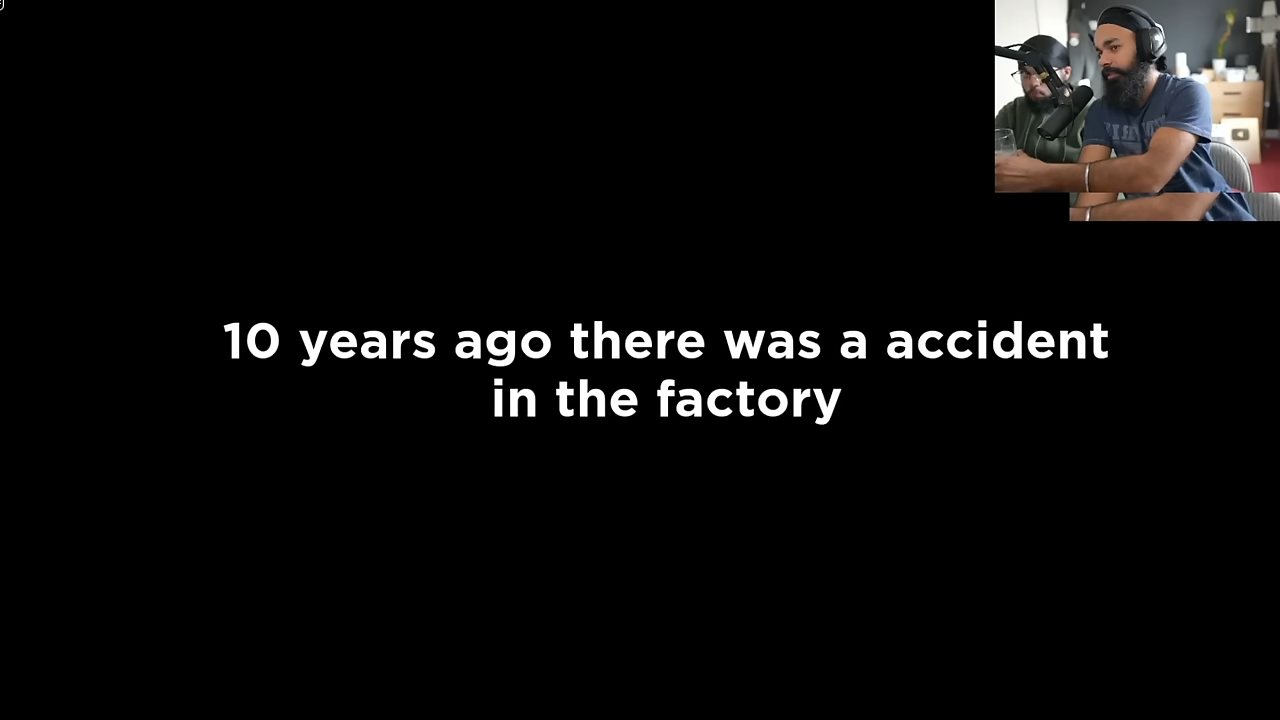 10 years ago there was a accident
in the factory